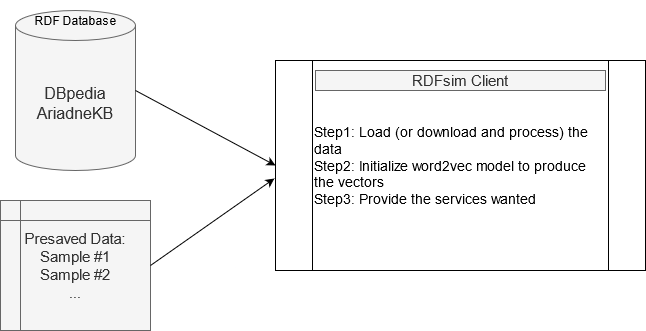 RDF Database
DBpedia
AriadneKB
RDFsim Client
Step1: Load (or download and process) the
data
Step2: Initialize word2vec model to produce
the vectors
Step3: Provide the services wanted
Presaved Data:
Sample #1
Sample #2
...